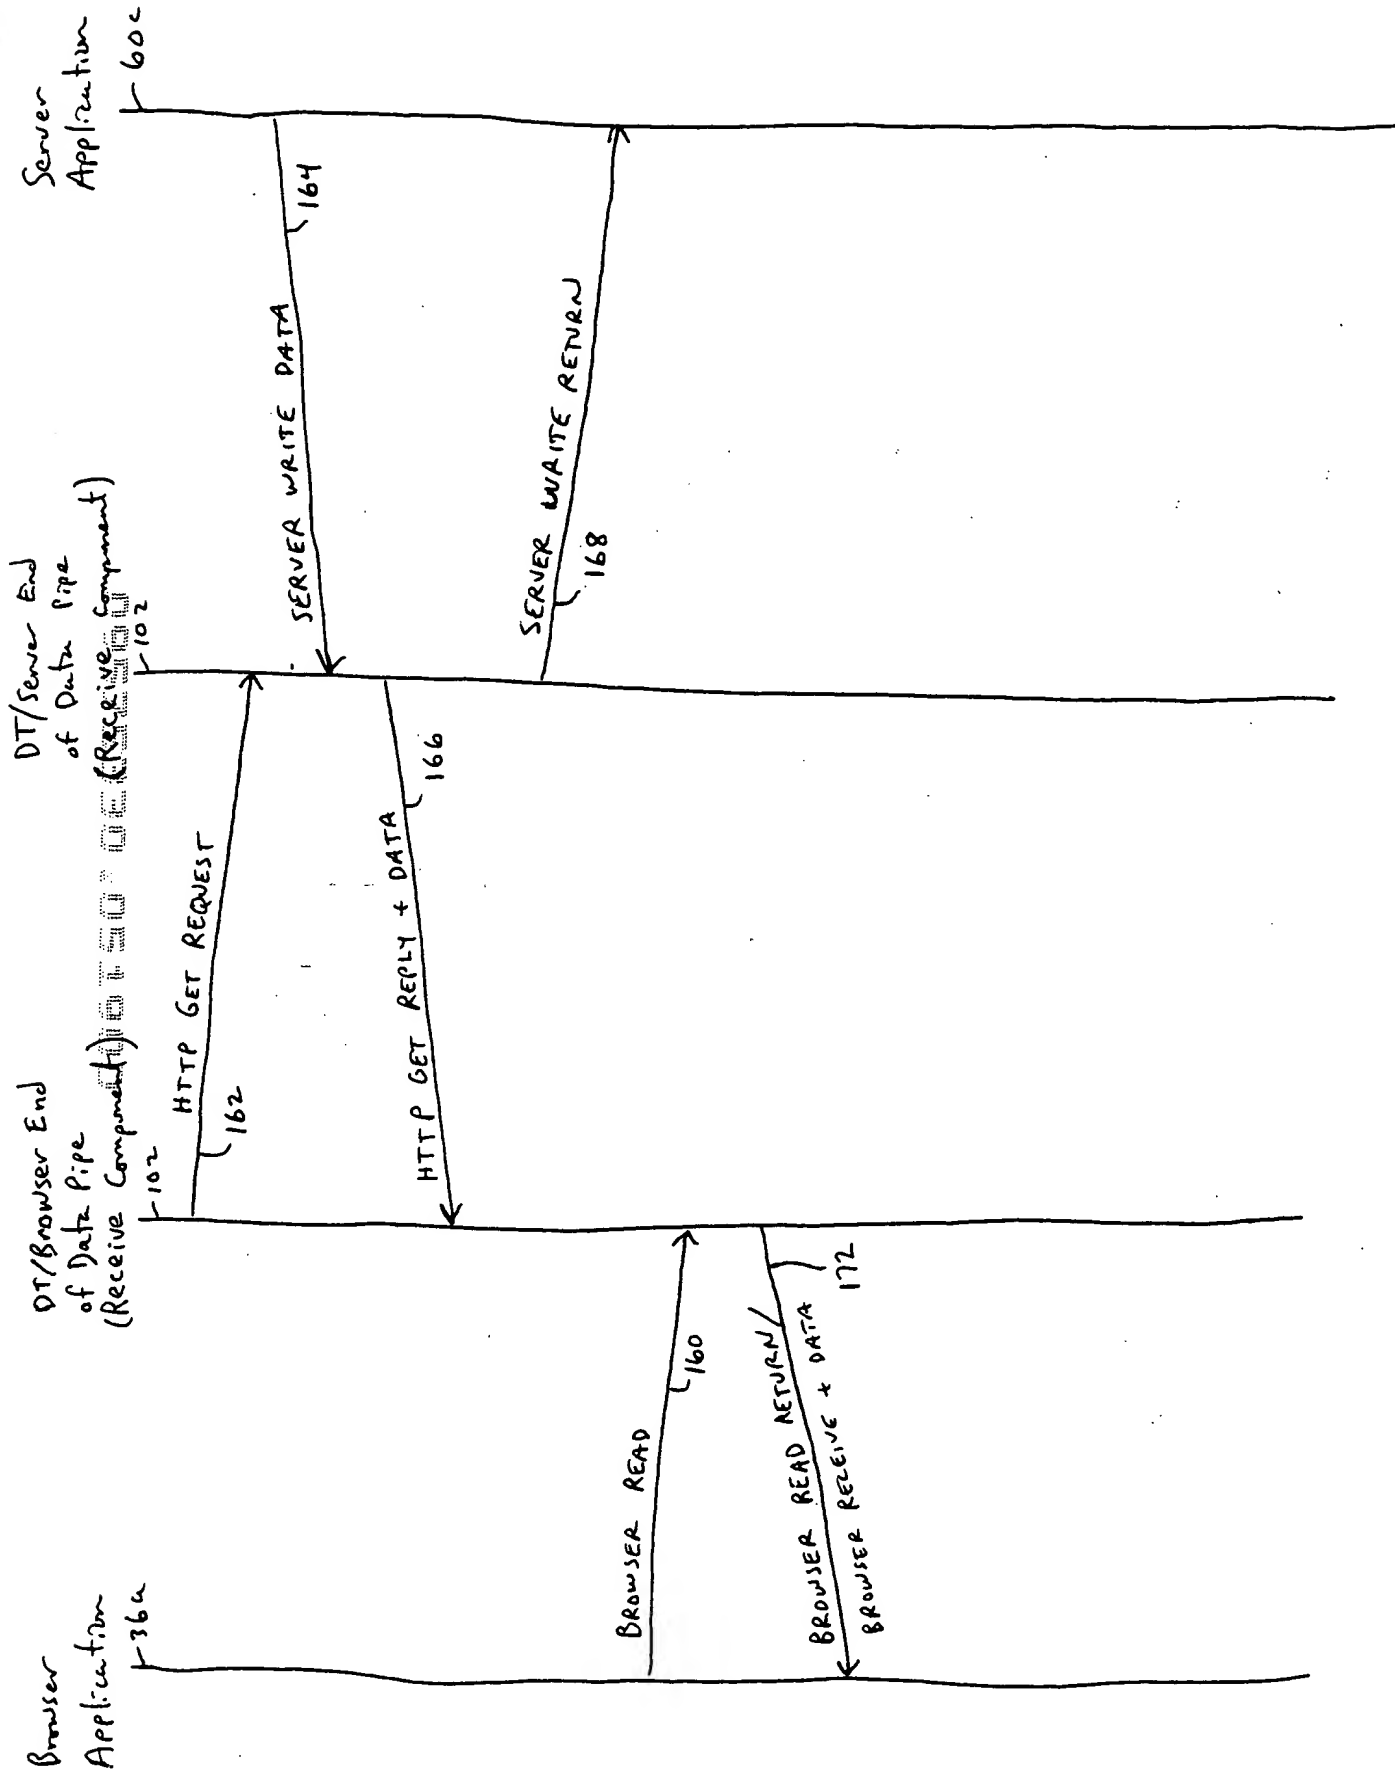 Browser
Application
36a
DT/Browser End
of Data Pipe
(Receive Component)
102
DT/Server End
of Data Pipe
(Receive Component)
102
Server
Application
60c
HTTP GET REQUEST
162
SERVER WRITE DATA
164
HTTP GET REPLY + DATA
166
SERVER WRITE RETURN
168
BROWSER READ
160
BROWSER READ RETURN/
BROWSER RECEIVE + DATA
172